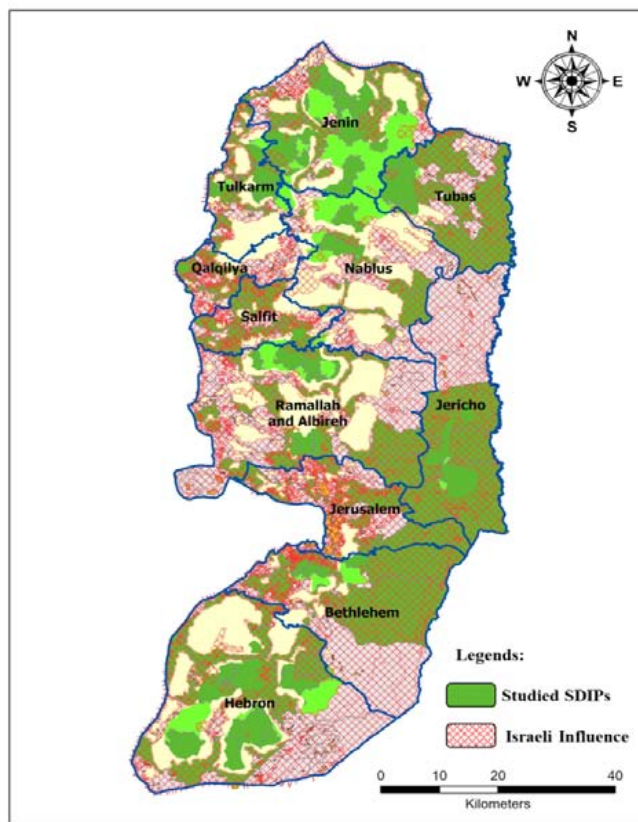 N
W E
S
Jenin
Tulkarm
Tubas
Qalqilya
Nablus
Salfit
Ramallah
and Albireh
Jericho
Jerusalem
Bethlehem
Hebron
Legends:
Studied SDIPs
Israeli Influence
0 10 20 40
Kilometers